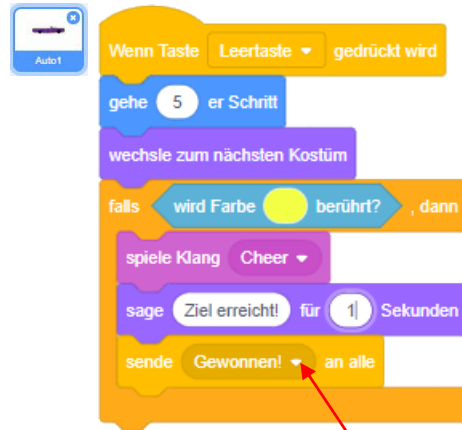 Auto1
Wenn Taste Leertaste gedrückt wird
gehe 5 er Schritt
wechsle zum nächsten Kostüm
falls wird Farbe berührt? , dann
spiele Klang Cheer
sage Ziel erreicht! für 1 Sekunden
sende Gewonnen! an alle